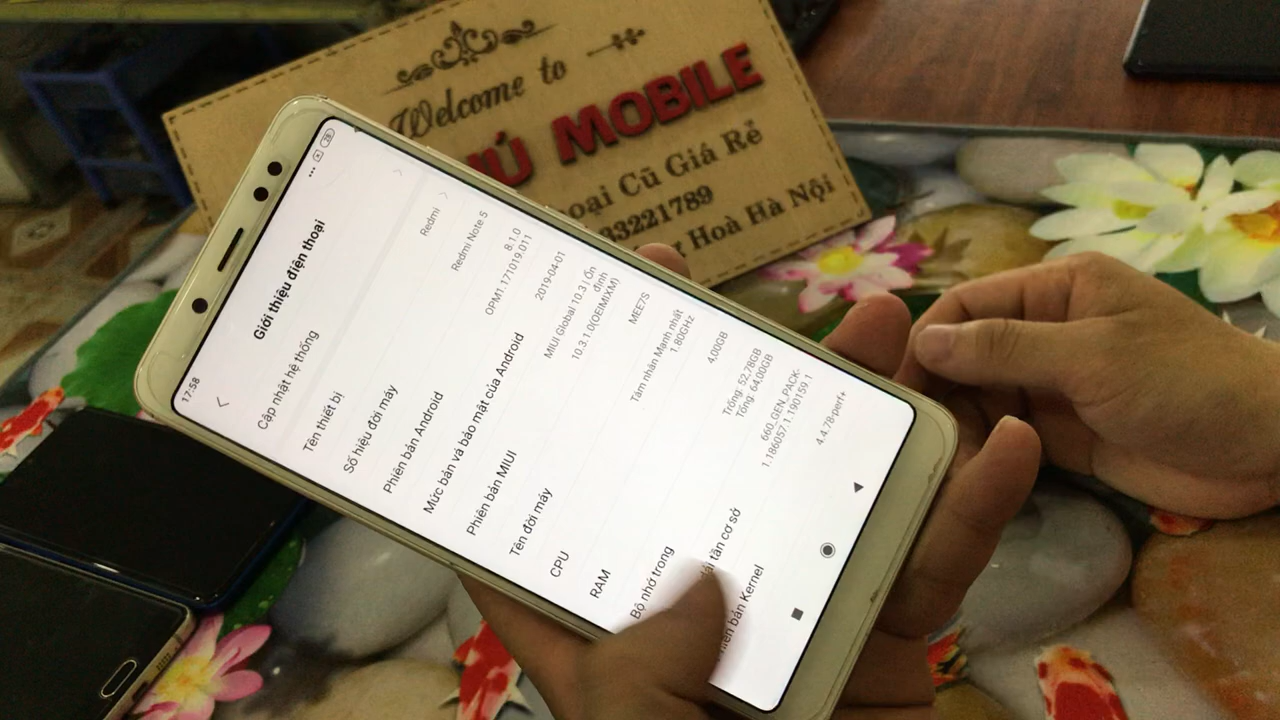 Welcome to
Ú MOBILE
oại Cũ Giá Rẻ
33221789
Hoà Hà Nội
17:58
Giới thiệu điện thoại
Cập nhật hệ thống
Tên thiết bị Redmi
Số hiệu đời máy Redmi Note 5
Phiên bản Android 8.1.0
OPM1.171019.011
Mức bản vá bảo mật của Android 2019-04-01
Phiên bản MIUI MIUI Global 10.3 | Ổn
định
10.3.1.0(OEIMIXM)
Tên đời máy MEE7S
CPU Tám nhân Mạnh nhất
1.80GHz
RAM 4,00GB
Bộ nhớ trong Trống: 52,78GB
Tổng: 64,00GB
ải tần cơ sở 660_GEN_PACK-
1.186057.1.190159.1
iên bản Kernel 4.4.78-perf+